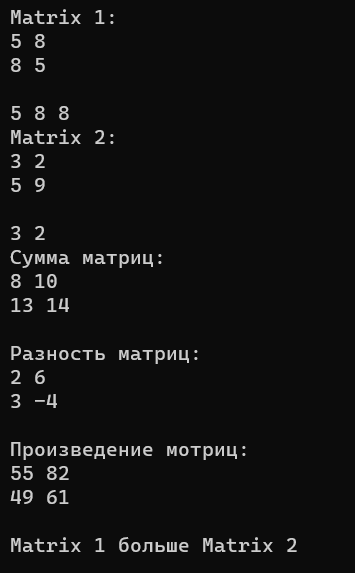 Matrix 1:
5 8
8 5
5 8 8
Matrix 2:
3 2
5 9
3 2
Сумма матриц:
8 10
13 14
Разность матриц:
2 6
3 -4
Произведение мотриц:
55 82
49 61
Matrix 1 больше Matrix 2